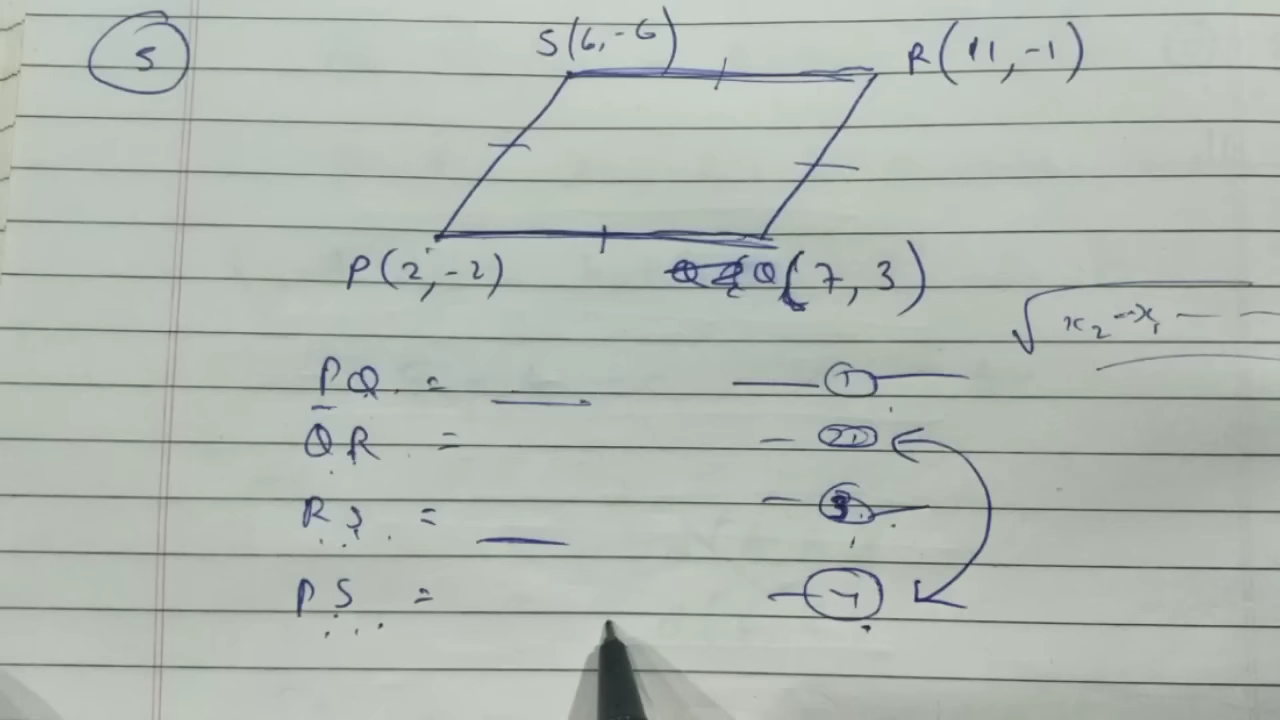 5
S(6,-6)
R(11,-1)
P(2,-2)
Q(7,3)
√x₂-x₁ - -
PQ = — 1 —
QR = - 2
RS = - 3 —
PS = - 4